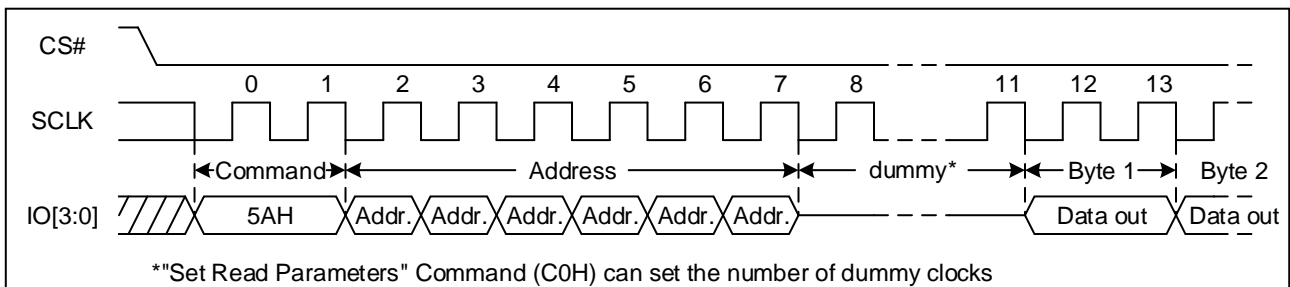 CS#
0 1 2 3 4 5 6 7 8 11 12 13
SCLK
Command Address dummy* Byte 1 Byte 2
IO[3:0] 5AH Addr. Addr. Addr. Addr. Addr. Addr. Data out Data out
*"Set Read Parameters" Command (C0H) can set the number of dummy clocks